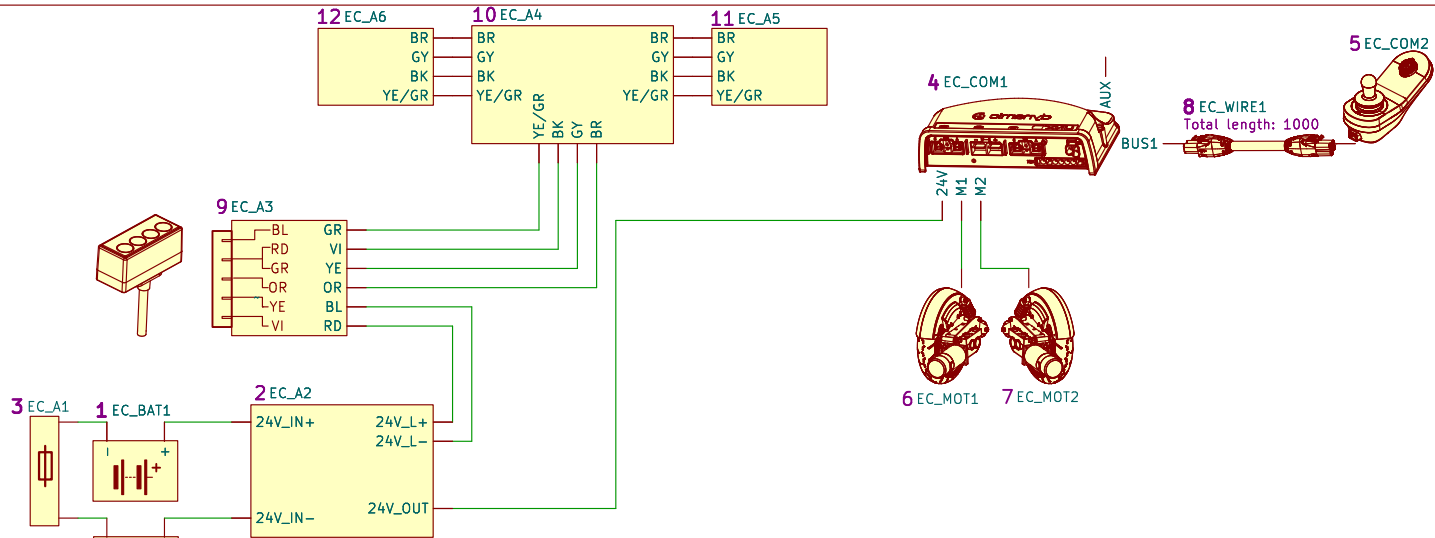 12 EC_A6
10 EC_A4
11 EC_A5
BR BR BR BR
GY GY GY GY
BK BK BK BK
YE/GR YE/GR YE/GR YE/GR
YE/GR
BK
GY
BR
5 EC_COM2
4 EC_COM1
AUX
8 EC_WIRE1
Total length: 1000
BUS1
24V
M1
M2
9 EC_A3
BL GR
RD VI
GR YE
OR OR
YE BL
VI RD
6 EC_MOT1
7 EC_MOT2
3 EC_A1
1 EC_BAT1
- +
+
2 EC_A2
24V_IN+ 24V_L+
24V_L-
24V_OUT
24V_IN-